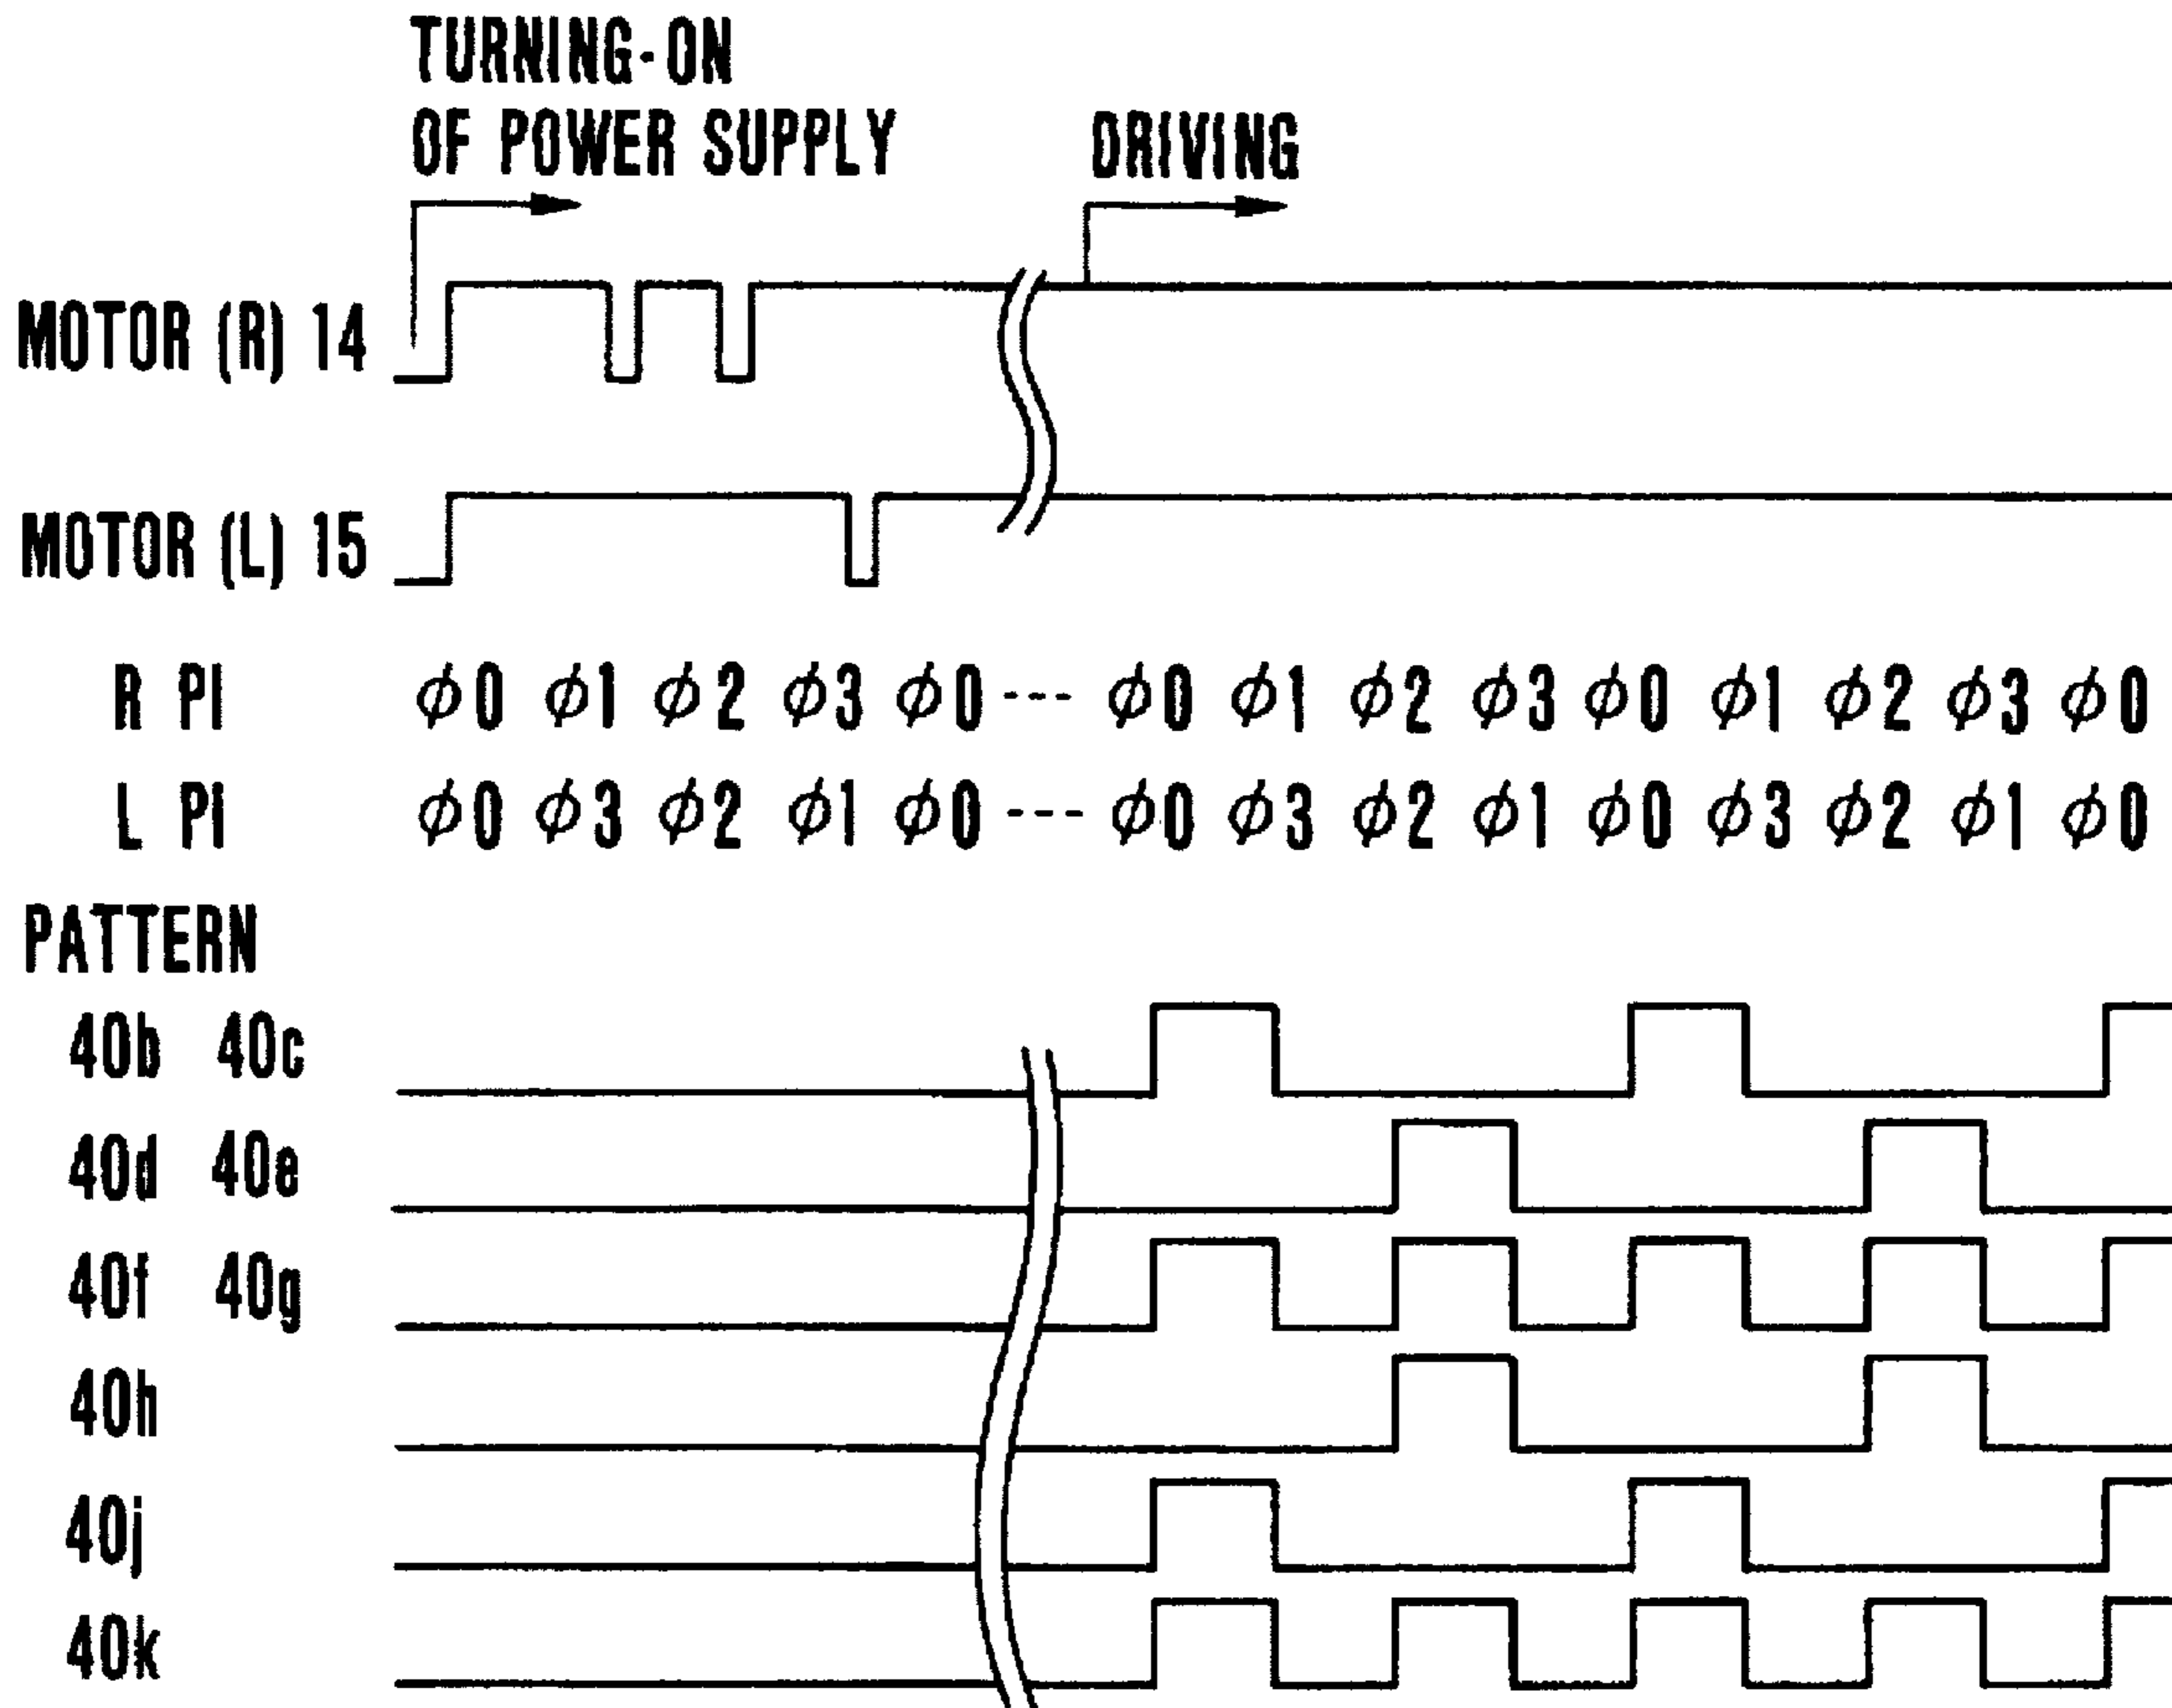 TURNING-ON
OF POWER SUPPLY
DRIVING
MOTOR (R) 14
MOTOR (L) 15
R PI ϕ0 ϕ1 ϕ2 ϕ3 ϕ0 --- ϕ0 ϕ1 ϕ2 ϕ3 ϕ0 ϕ1 ϕ2 ϕ3 ϕ0
L PI ϕ0 ϕ3 ϕ2 ϕ1 ϕ0 --- ϕ0 ϕ3 ϕ2 ϕ1 ϕ0 ϕ3 ϕ2 ϕ1 ϕ0
PATTERN
40b 40c
40d 40e
40f 40g
40h
40j
40k